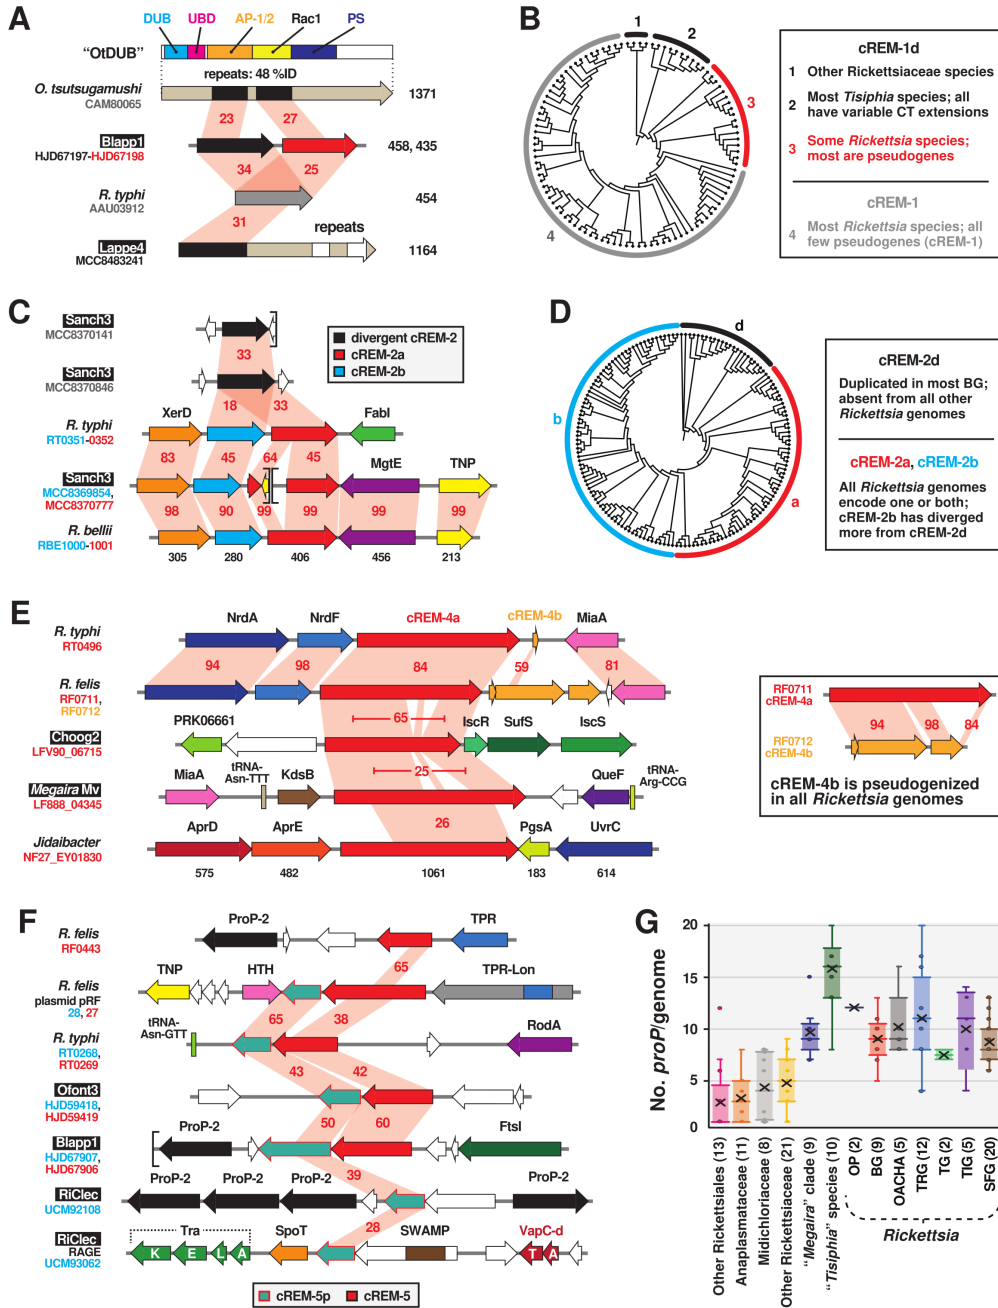 A
DUB UBD AP-1/2 Rac1 PS
"OtDUB"
repeats: 48 %ID
O. tsutsugamushi
CAM80065
1371
23 27
Blapp1
HJD67197-HJD67198
458, 435
34 25
R. typhi
AAU03912
454
31
repeats
Lappe4
MCC8483241
1164
B
1
2
3
4
cREM-1d
1 Other Rickettsiaceae species
2 Most Tisiphia species; all
have variable CT extensions
3 Some Rickettsia species;
most are pseudogenes
cREM-1
4 Most Rickettsia species; all
few pseudogenes (cREM-1)
C
Sanch3
MCC8370141
33
divergent cREM-2
cREM-2a
cREM-2b
Sanch3
MCC8370846
18 33
XerD FabI
R. typhi
RT0351-0352
83 45 64 45
MgtE TNP
Sanch3
MCC8369854,
MCC8370777
98 90 99 99 99 99
R. bellii
RBE1000-1001
305 280 406 456 213
D
d
b
a
cREM-2d
Duplicated in most BG;
absent from all other
Rickettsia genomes
cREM-2a, cREM-2b
All Rickettsia genomes
encode one or both;
cREM-2b has diverged
more from cREM-2d
E
NrdA NrdF cREM-4a cREM-4b MiaA
R. typhi
RT0496
94 98 84 59 81
R. felis
RF0711,
RF0712
65
PRK06661 IscR SufS IscS
Choog2
LFV90_06715
25
MiaA tRNA-
Asn-TTT KdsB QueF tRNA-
Arg-CCG
Megaira Mv
LF888_04345
26
AprD AprE PgsA UvrC
Jidaibacter
NF27_EY01830
575 482 1061 183 614
RF0711
cREM-4a
94 98 84
RF0712
cREM-4b
cREM-4b is pseudogenized
in all Rickettsia genomes
F
ProP-2 TPR
R. felis
RF0443
65
TNP HTH TPR-Lon
R. felis
plasmid pRF
28, 27
65 38
tRNA-
Asn-GTT
RodA
R. typhi
RT0268,
RT0269
43 42
Ofont3
HJD59418,
HJD59419
50 60
ProP-2 FtsI
Blapp1
HJD67907,
HJD67906
39
ProP-2 ProP-2 ProP-2 ProP-2
RiClec
UCM92108
28
Tra SpoT SWAMP VapC-d
RiClec
RAGE
UCM93062
K E L A T A
cREM-5p cREM-5
G
No. proP/genome
20
15
10
5
0
Other Rickettsiales (13)
Anaplasmataceae (11)
Midichloriaceae (8)
Other Rickettsiaceae (21)
"Megaira" clade (9)
"Tisiphia" species (10)
OP (2)
BG (9)
OACHA (5)
TRG (12)
TG (2)
TIG (5)
SFG (20)
Rickettsia